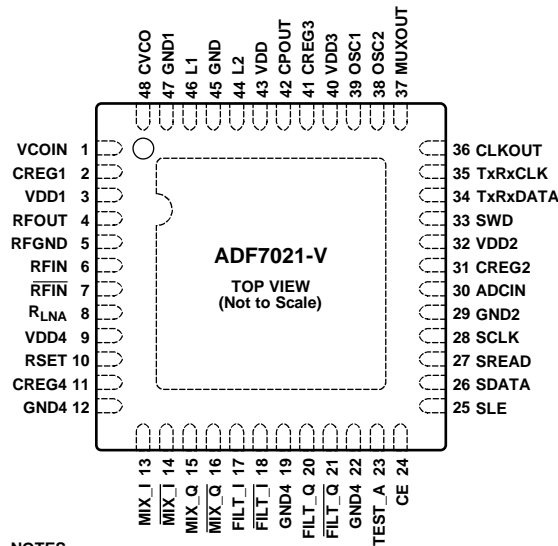 48 CVCO
47 GND1
46 L1
45 GND
44 L2
43 VDD
42 CPOUT
41 CREG3
40 VDD3
39 OSC1
38 OSC2
37 MUXOUT
VCOIN 1
CREG1 2
VDD1 3
RFOUT 4
RFGND 5
RFIN 6
RFIN 7
RLNA 8
VDD4 9
RSET 10
CREG4 11
GND4 12
ADF7021-V
TOP VIEW
(Not to Scale)
36 CLKOUT
35 TxRxCLK
34 TxRxDATA
33 SWD
32 VDD2
31 CREG2
30 ADCIN
29 GND2
28 SCLK
27 SREAD
26 SDATA
25 SLE
MIX_I 13
MIX_I 14
MIX_Q 15
MIX_Q 16
FILT_I 17
FILT_I 18
GND4 19
FILT_Q 20
FILT_Q 21
GND4 22
TEST_A 23
CE 24
NOTES